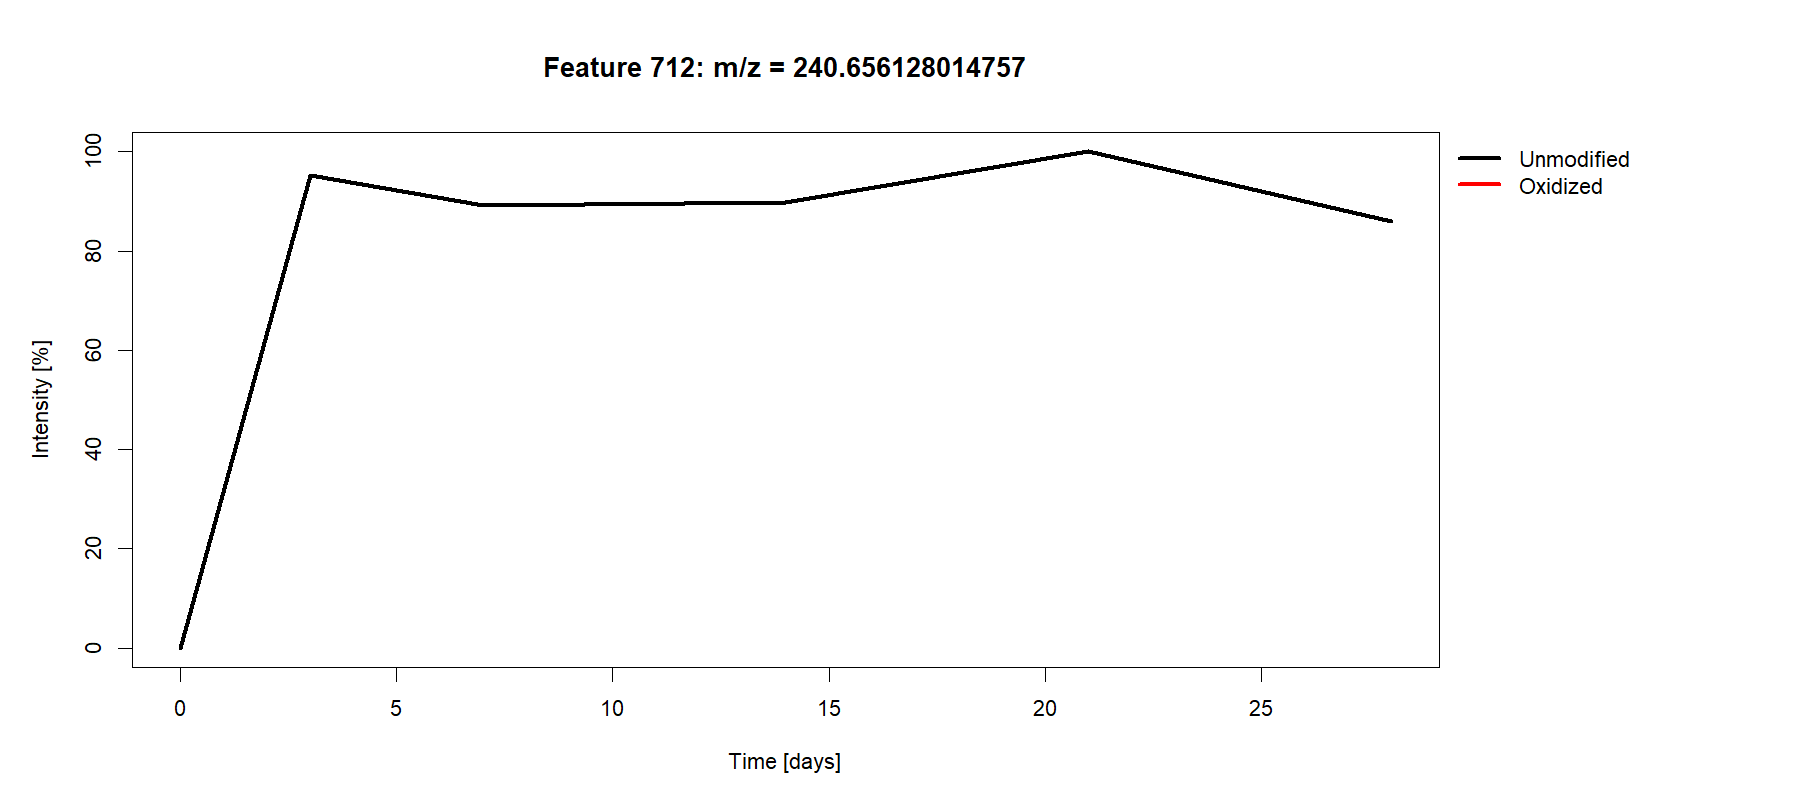 Feature 712: m/z = 240.656128014757
Unmodified
Oxidized
Intensity [%]
100
80
60
40
20
0
0 5 10 15 20 25
Time [days]